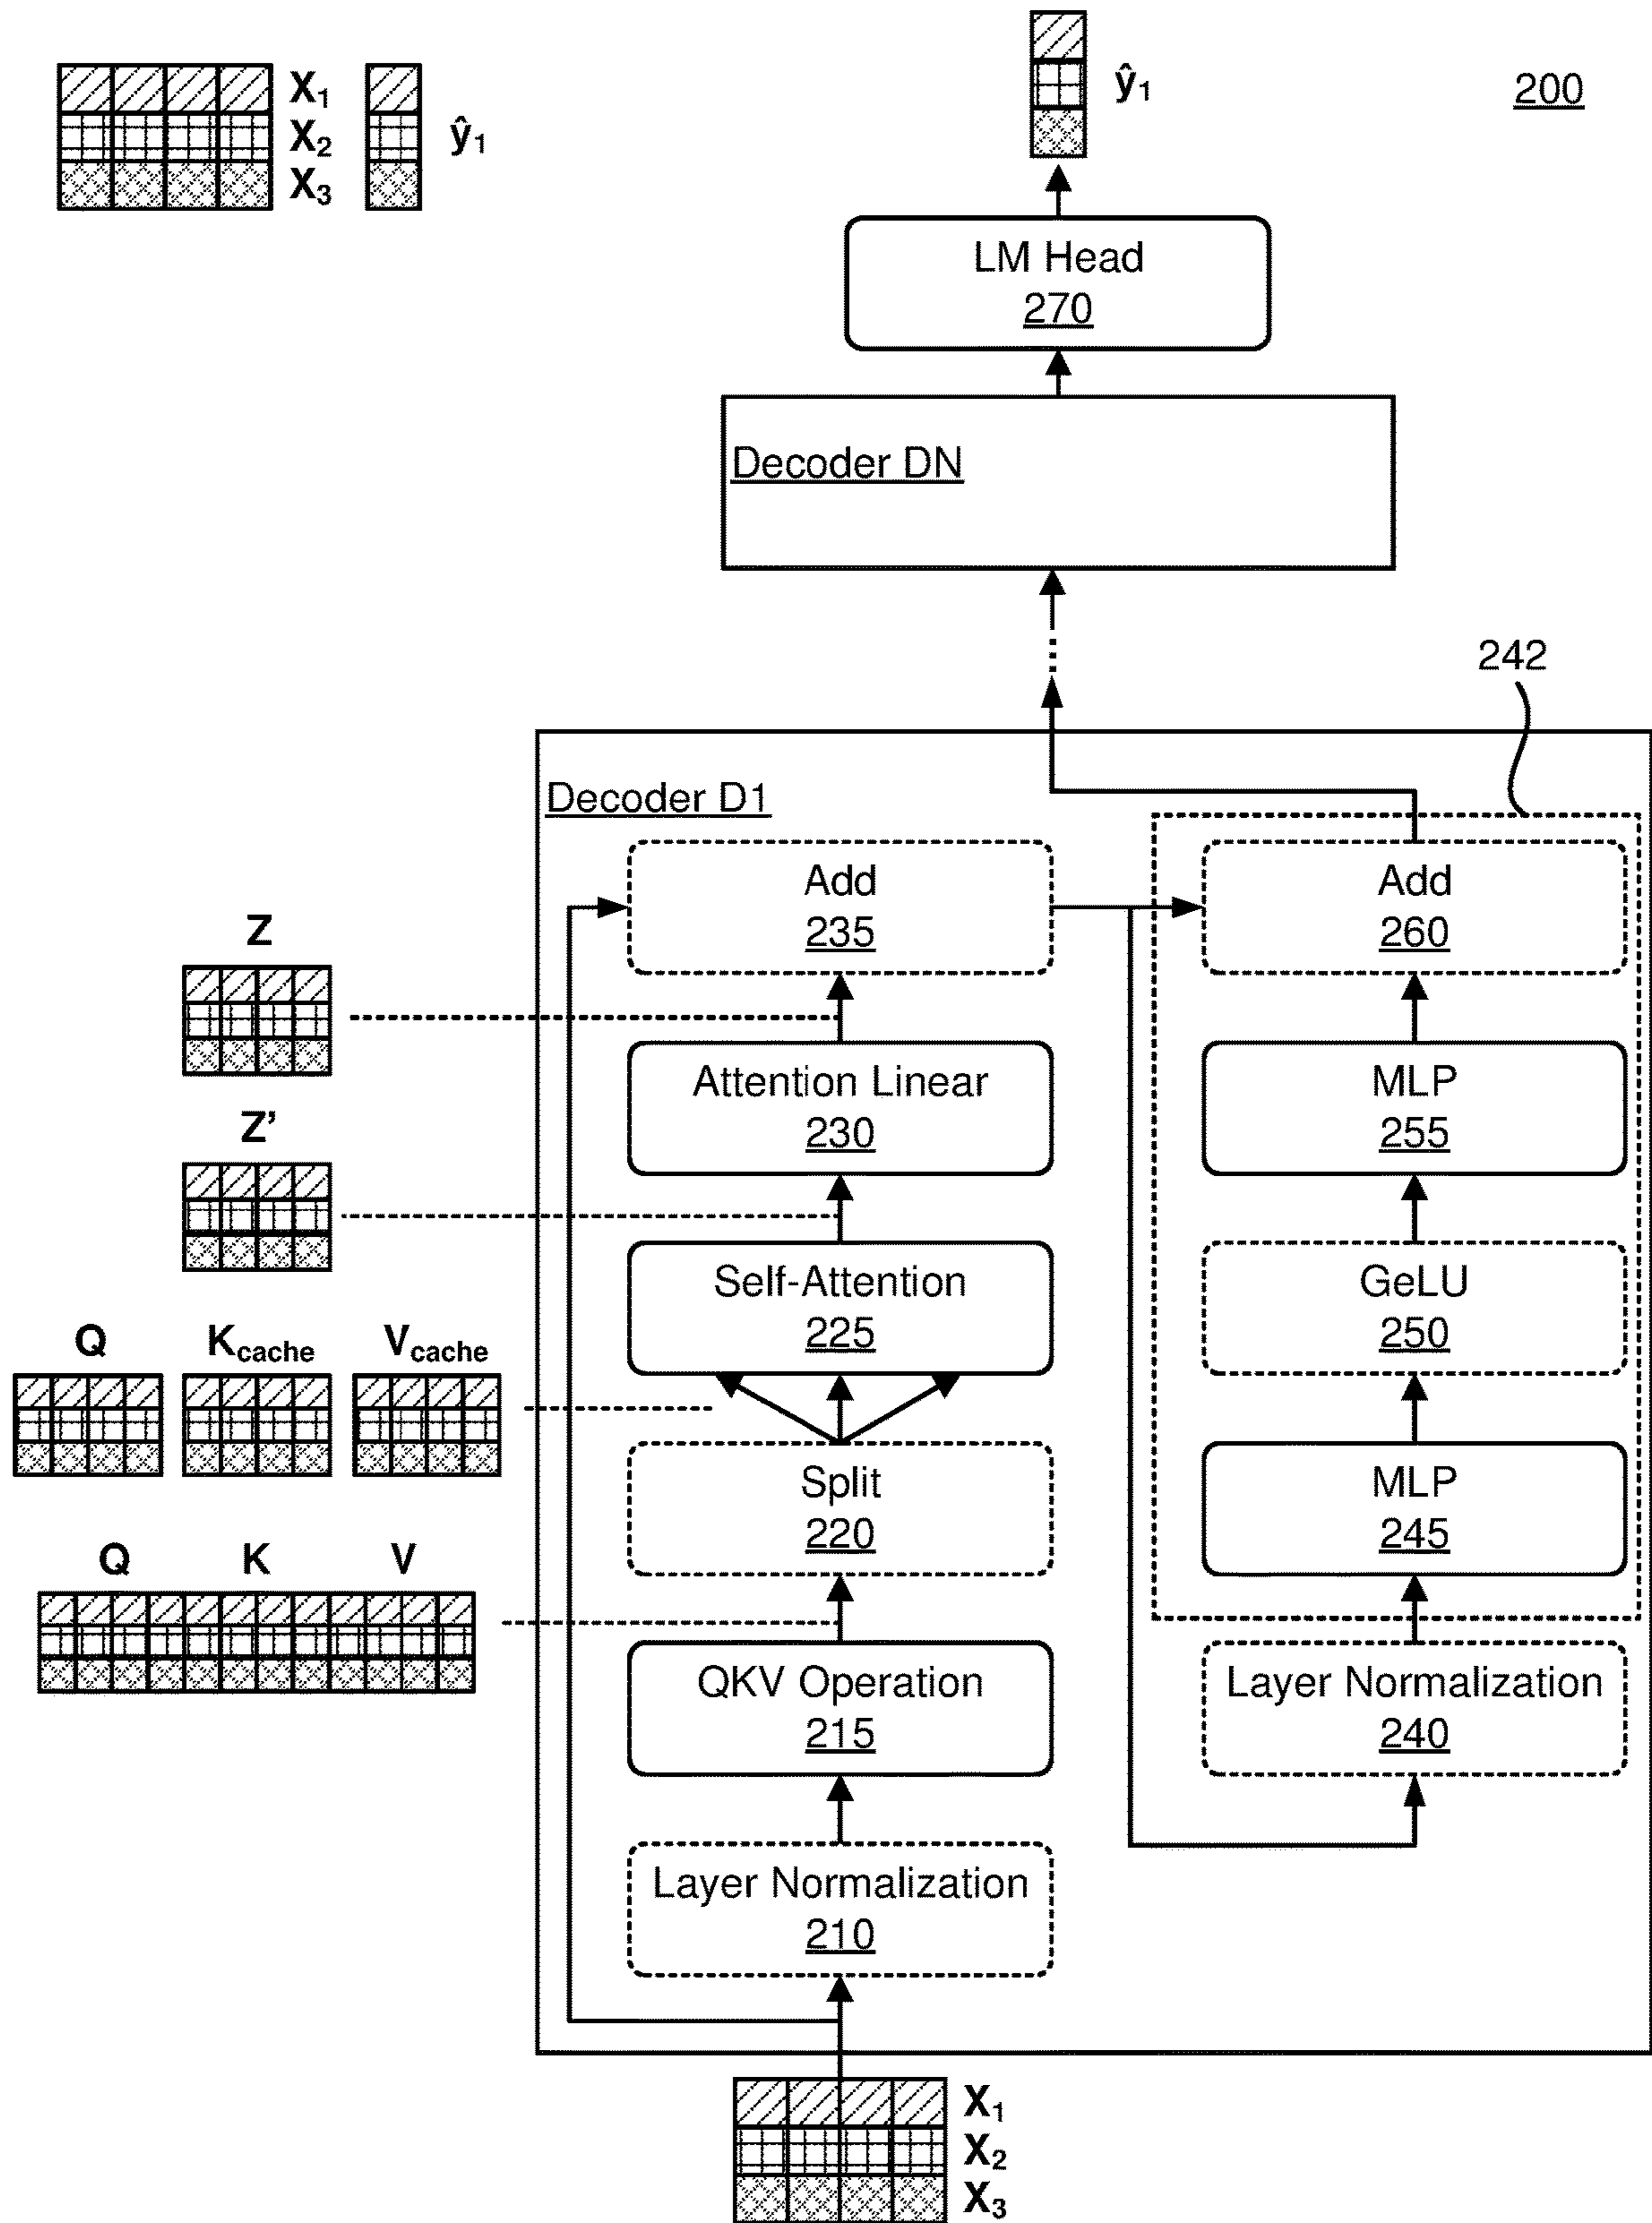 X1
X2
X3
ŷ1
ŷ1
200
LM Head
270
Decoder DN
242
Decoder D1
Add
235
Add
260
Z
Attention Linear
230
MLP
255
Z'
Self-Attention
225
GeLU
250
Q Kcache Vcache
Split
220
MLP
245
Q K V
QKV Operation
215
Layer Normalization
240
Layer Normalization
210
X1
X2
X3